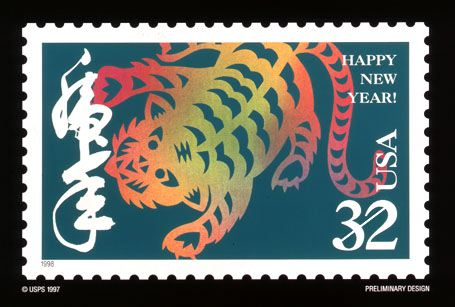 虎年
HAPPY
NEW
YEAR!
USA
32
1998
© USPS 1997
PRELIMINARY DESIGN